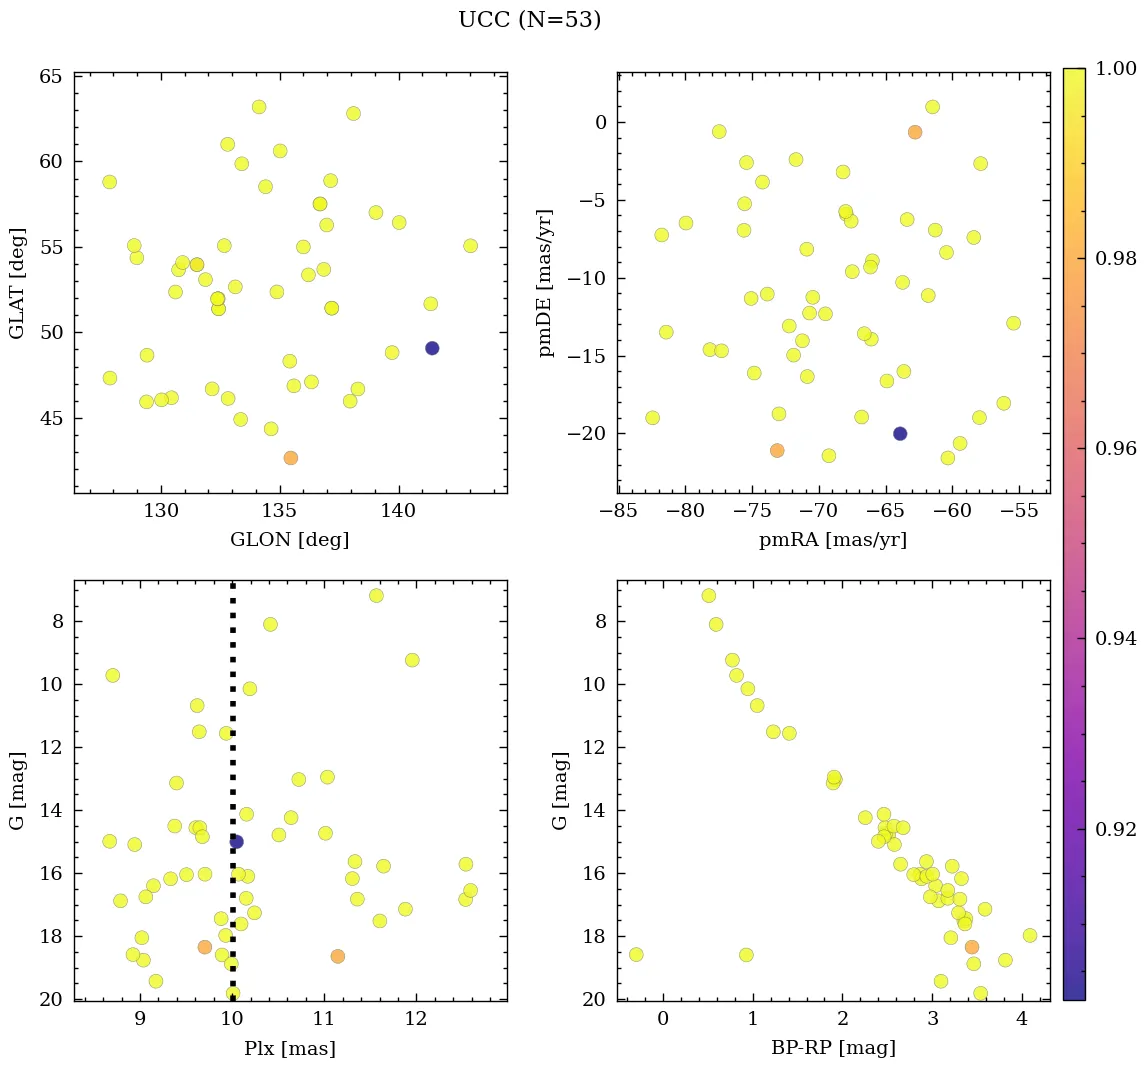 UCC (N=53)
65
60
55
50
45
GLAT [deg]
130 135 140
GLON [deg]
0
−5
−10
−15
−20
pmDE [mas/yr]
−85 −80 −75 −70 −65 −60 −55
pmRA [mas/yr]
1.00
0.98
0.96
0.94
0.92
8
10
12
14
16
18
20
G [mag]
9 10 11 12
Plx [mas]
8
10
12
14
16
18
20
G [mag]
0 1 2 3 4
BP-RP [mag]